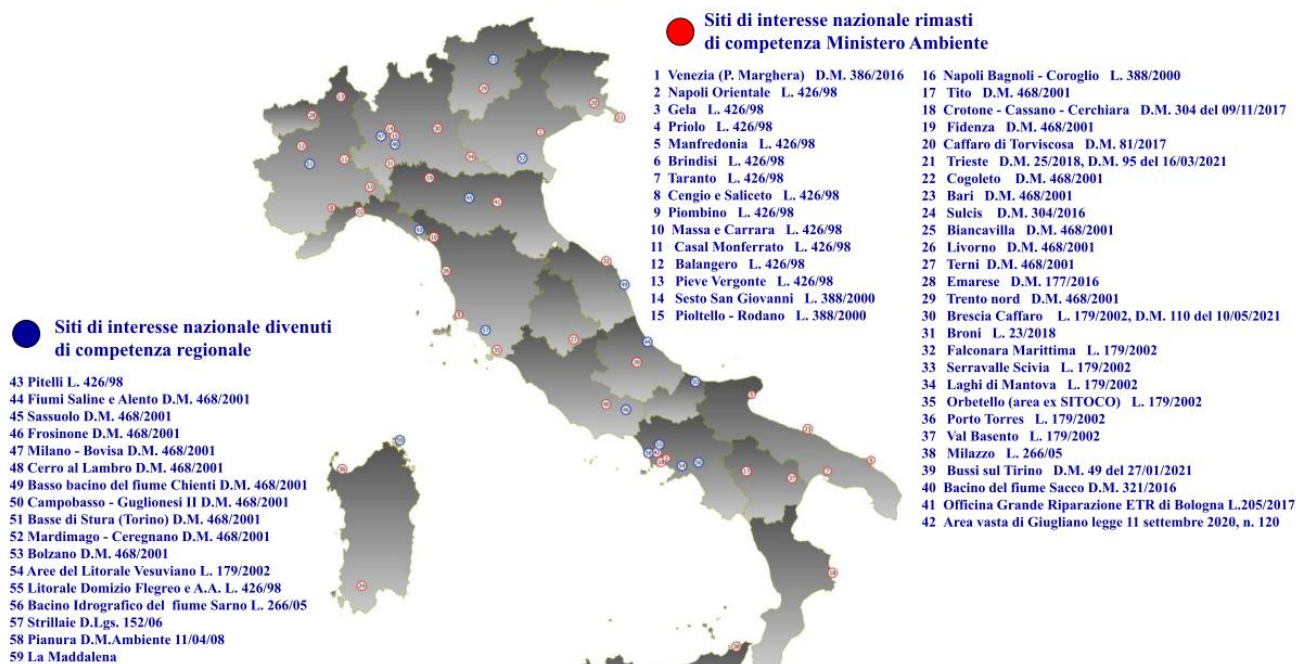 Siti di interesse nazionale rimasti
di competenza Ministero Ambiente
1 Venezia (P. Marghera) D.M. 386/2016
2 Napoli Orientale L. 426/98
3 Gela L. 426/98
4 Priolo L. 426/98
5 Manfredonia L. 426/98
6 Brindisi L. 426/98
7 Taranto L. 426/98
8 Cengio e Saliceto L. 426/98
9 Piombino L. 426/98
10 Massa e Carrara L. 426/98
11 Casal Monferrato L. 426/98
12 Balangero L. 426/98
13 Pieve Vergonte L. 426/98
14 Sesto San Giovanni L. 388/2000
15 Pioltello - Rodano L. 388/2000
16 Napoli Bagnoli - Coroglio L. 388/2000
17 Tito D.M. 468/2001
18 Crotone - Cassano - Cerchiara D.M. 304 del 09/11/2017
19 Fidenza D.M. 468/2001
20 Caffaro di Torviscosa D.M. 81/2017
21 Trieste D.M. 25/2018, D.M. 95 del 16/03/2021
22 Cogoleto D.M. 468/2001
23 Bari D.M. 468/2001
24 Sulcis D.M. 304/2016
25 Biancavilla D.M. 468/2001
26 Livorno D.M. 468/2001
27 Terni D.M. 468/2001
28 Emarese D.M. 177/2016
29 Trento nord D.M. 468/2001
30 Brescia Caffaro L. 179/2002, D.M. 110 del 10/05/2021
31 Broni L. 23/2018
32 Falconara Marittima L. 179/2002
33 Serravalle Scivia L. 179/2002
34 Laghi di Mantova L. 179/2002
35 Orbetello (area ex SITOCO) L. 179/2002
36 Porto Torres L. 179/2002
37 Val Basento L. 179/2002
38 Milazzo L. 266/05
39 Bussi sul Tirino D.M. 49 del 27/01/2021
40 Bacino del fiume Sacco D.M. 321/2016
41 Officina Grande Riparazione ETR di Bologna L.205/2017
42 Area vasta di Giugliano legge 11 settembre 2020, n. 120
Siti di interesse nazionale divenuti
di competenza regionale
43 Pitelli L. 426/98
44 Fiumi Saline e Alento D.M. 468/2001
45 Sassuolo D.M. 468/2001
46 Frosinone D.M. 468/2001
47 Milano - Bovisa D.M. 468/2001
48 Cerro al Lambro D.M. 468/2001
49 Basso bacino del fiume Chienti D.M. 468/2001
50 Campobasso - Guglionesi II D.M. 468/2001
51 Basse di Stura (Torino) D.M. 468/2001
52 Mardimago - Ceregnano D.M. 468/2001
53 Bolzano D.M. 468/2001
54 Aree del Litorale Vesuviano L. 179/2002
55 Litorale Domizio Flegreo e A.A. L. 426/98
56 Bacino Idrografico del fiume Sarno L. 266/05
57 Strillaie D.Lgs. 152/06
58 Pianura D.M.Ambiente 11/04/08
59 La Maddalena